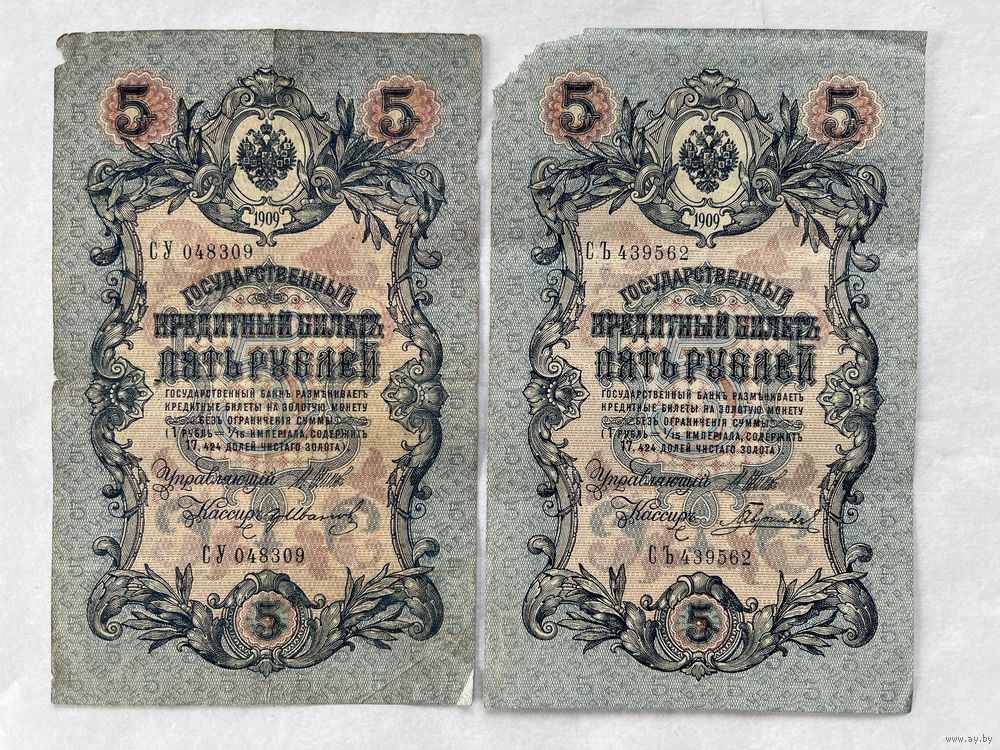 5 5
1909
СУ 048309
ГОСУДАРСТВЕННЫЙ
КРЕДИТНЫЙ БИЛЕТЪ
ПЯТЬ РУБЛЕЙ
ГОСУДАРСТВЕННЫЙ БАНКЪ РАЗМѢНИВАЕТЪ
КРЕДИТНЫЕ БИЛЕТЫ НА ЗОЛОТУЮ МОНЕТУ
БЕЗЪ ОГРАНИЧЕНІЯ СУММЫ
(1 РУБЛЬ = 1/15 ИМПЕРІАЛА, СОДЕРЖИТЪ
17,424 ДОЛЕЙ ЧИСТАГО ЗОЛОТА).
Управляющій
Кассиръ
СУ 048309
5
5 5
1909
СЪ 439562
ГОСУДАРСТВЕННЫЙ
КРЕДИТНЫЙ БИЛЕТЪ
ПЯТЬ РУБЛЕЙ
ГОСУДАРСТВЕННЫЙ БАНКЪ РАЗМѢНИВАЕТЪ
КРЕДИТНЫЕ БИЛЕТЫ НА ЗОЛОТУЮ МОНЕТУ
БЕЗЪ ОГРАНИЧЕНІЯ СУММЫ
(1 РУБЛЬ = 1/15 ИМПЕРІАЛА, СОДЕРЖИТЪ
17,424 ДОЛЕЙ ЧИСТАГО ЗОЛОТА).
Управляющій
Кассиръ
СЪ 439562
5
www.ay.by